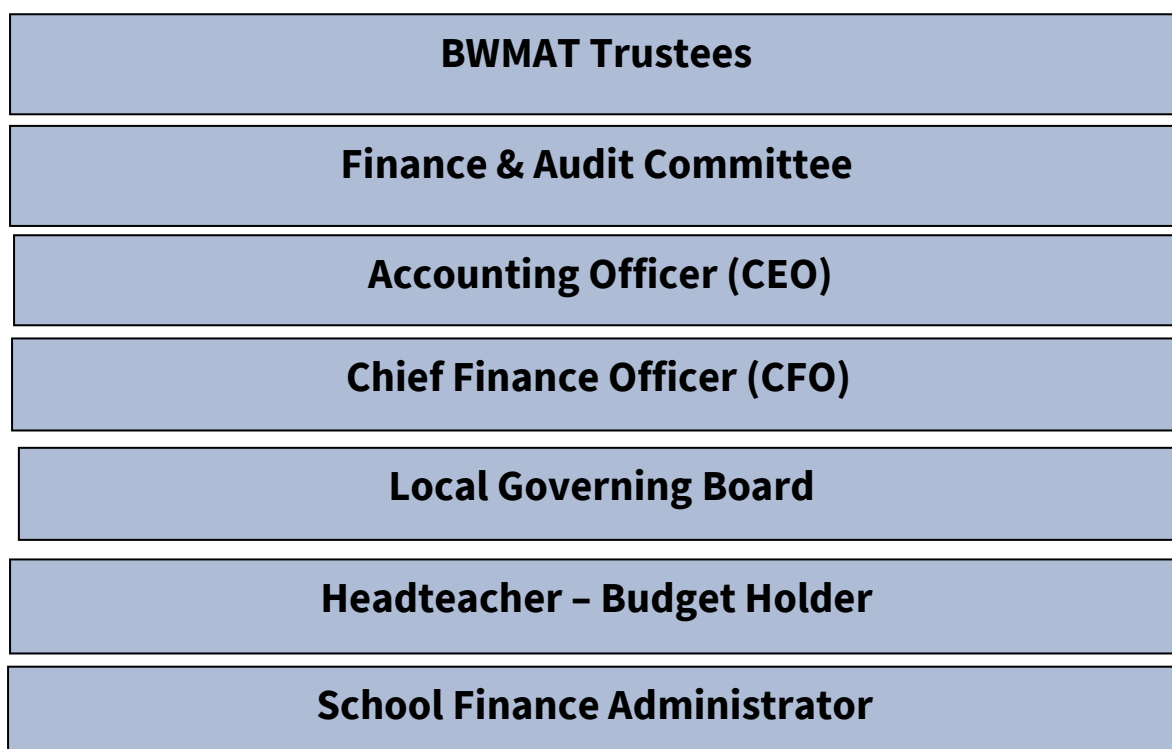 BWMAT Trustees
Finance & Audit Committee
Accounting Officer (CEO)
Chief Finance Officer (CFO)
Local Governing Board
Headteacher – Budget Holder
School Finance Administrator